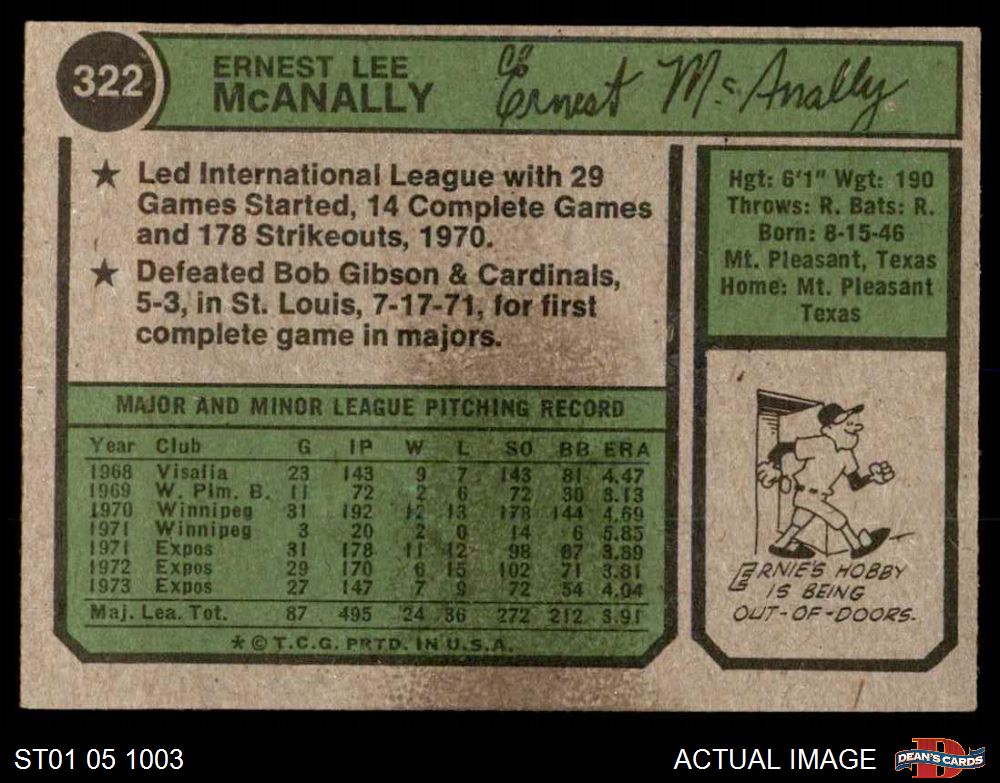 322
ERNEST LEE
McANALLY
Ernest McAnally
★ Led International League with 29
Games Started, 14 Complete Games
and 178 Strikeouts, 1970.
★ Defeated Bob Gibson & Cardinals,
5-3, in St. Louis, 7-17-71, for first
complete game in majors.
Hgt: 6'1" Wgt: 190
Throws: R. Bats: R.
Born: 8-15-46
Mt. Pleasant, Texas
Home: Mt. Pleasant
Texas
MAJOR AND MINOR LEAGUE PITCHING RECORD
Year Club G IP W L SO BB ERA
1968 Visalia 23 143 9 7 143 81 4.47
1969 W. Plm. B. 11 72 2 6 72 30 3.13
1970 Winnipeg 31 192 12 13 178 144 4.69
1971 Winnipeg 3 20 2 0 14 6 5.85
1971 Expos 31 178 11 12 98 87 3.89
1972 Expos 29 170 6 15 102 71 3.81
1973 Expos 27 147 7 9 72 54 4.04
Maj. Lea. Tot. 87 495 24 36 272 212 3.91
*© T.C.G. PRTD. IN U.S.A.
ERNIE'S HOBBY
IS BEING
OUT-OF-DOORS.
ST01 05 1003
ACTUAL IMAGE
DEAN'S CARDS